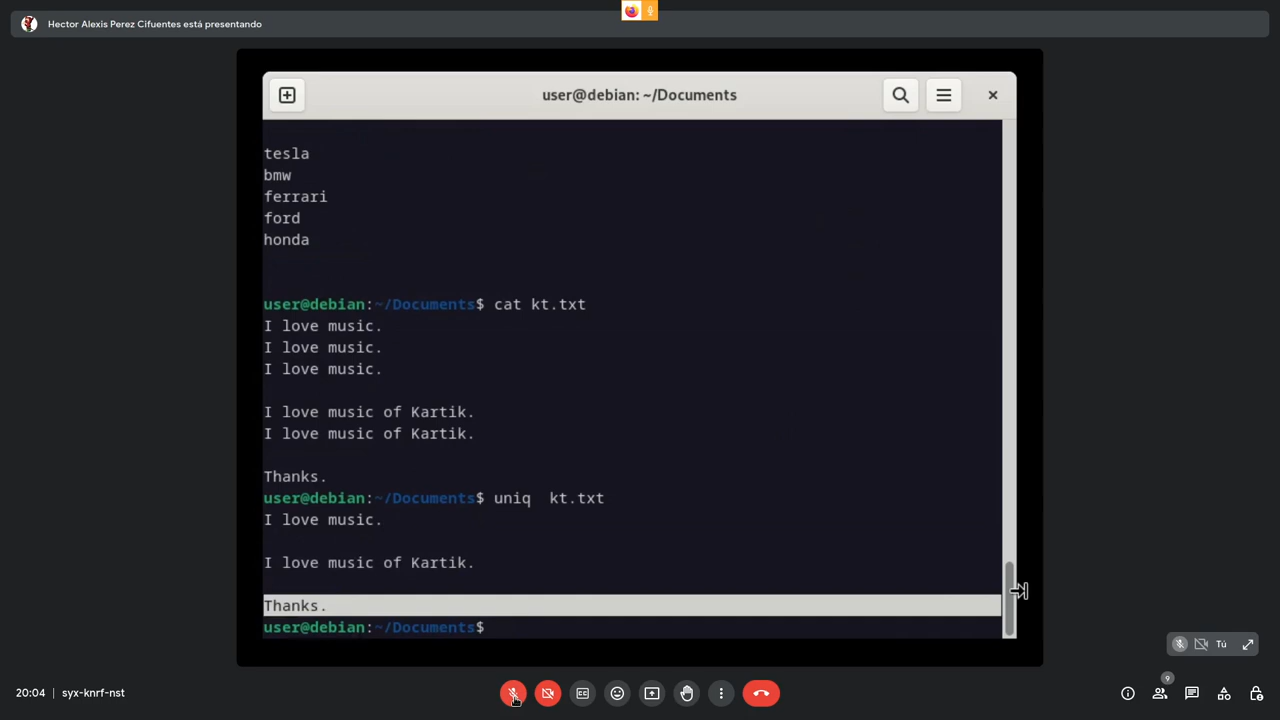 Hector Alexis Perez Cifuentes está presentando
user@debian: ~/Documents
tesla
bmw
ferrari
ford
honda
user@debian:~/Documents$ cat kt.txt
I love music.
I love music.
I love music.
I love music of Kartik.
I love music of Kartik.
Thanks.
user@debian:~/Documents$ uniq  kt.txt
I love music.
I love music of Kartik.
Thanks.
user@debian:~/Documents$
Tú
20:04 | syx-knrf-nst
9